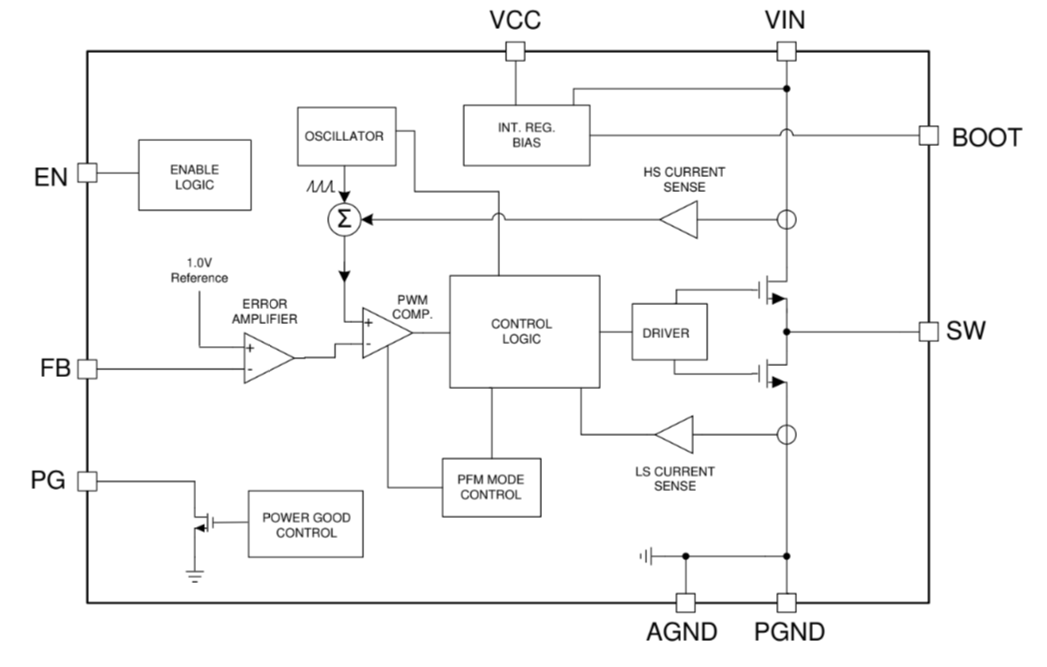 VCC
VIN
OSCILLATOR
INT. REG.
BIAS
BOOT
EN
ENABLE
LOGIC
HS CURRENT
SENSE
Σ
1.0V
Reference
ERROR
AMPLIFIER
+
-
PWM
COMP.
+
-
CONTROL
LOGIC
DRIVER
SW
FB
LS CURRENT
SENSE
PG
PFM MODE
CONTROL
POWER GOOD
CONTROL
AGND
PGND